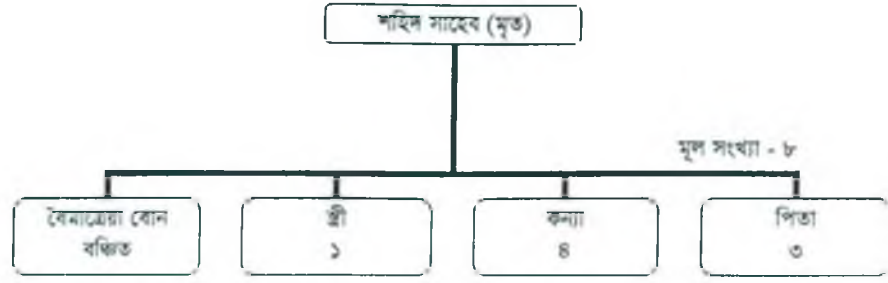 শহিদ সাহেব (মৃত)
মূল সংখ্যা - ৮
বৈমাত্রেয়া বোন
বঞ্চিত
স্ত্রী
১
কন্যা
৪
পিতা
৩